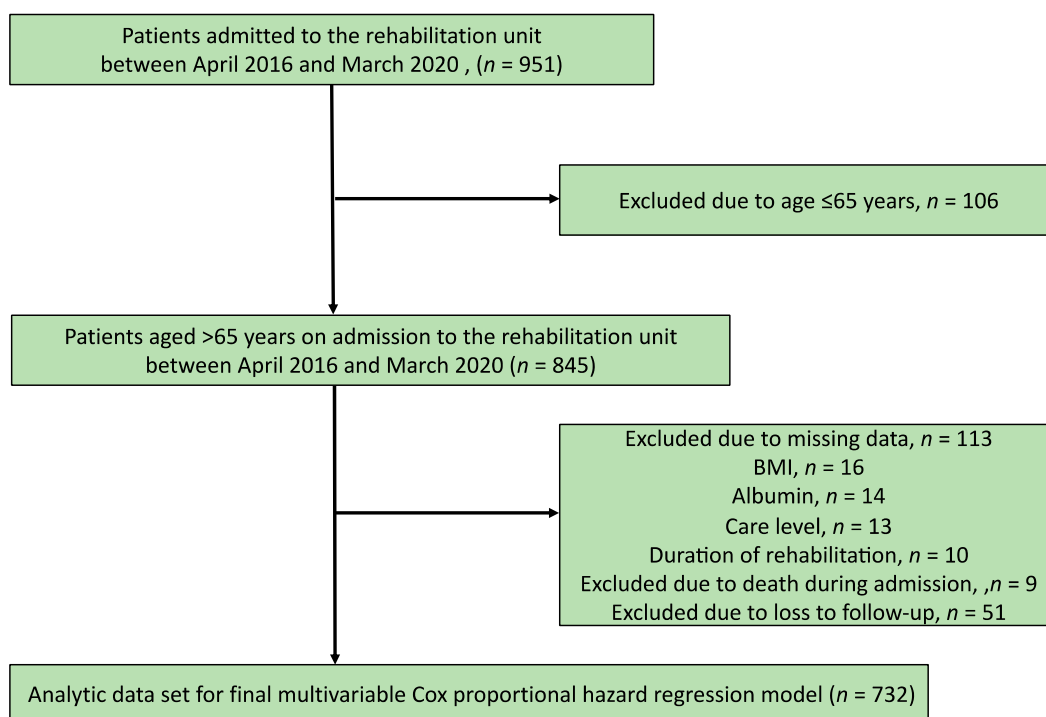 Patients admitted to the rehabilitation unit
between April 2016 and March 2020 , (n = 951)
Excluded due to age ≤65 years, n = 106
Patients aged >65 years on admission to the rehabilitation unit
between April 2016 and March 2020 (n = 845)
Excluded due to missing data, n = 113
BMI, n = 16
Albumin, n = 14
Care level, n = 13
Duration of rehabilitation, n = 10
Excluded due to death during admission, ,n = 9
Excluded due to loss to follow-up, n = 51
Analytic data set for final multivariable Cox proportional hazard regression model (n = 732)